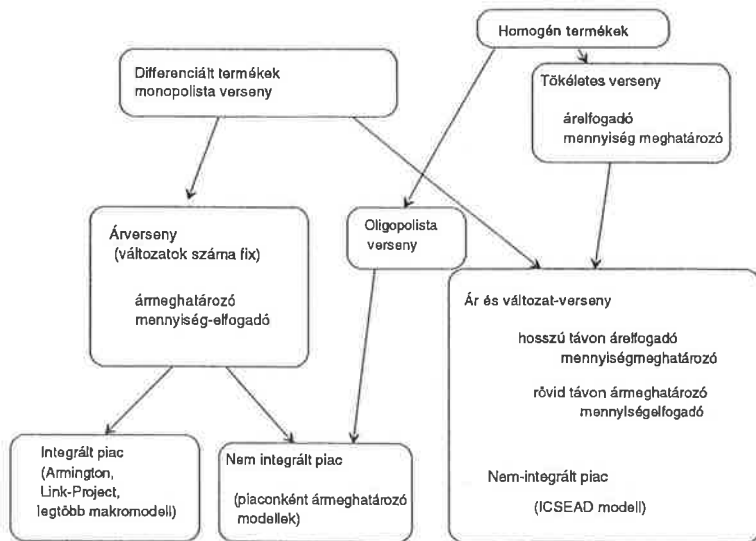 Homogén termékek
Differenciált termékek
monopolista verseny
Tökéletes verseny
árelfogadó
mennyiség meghatározó
Árverseny
(változatok száma fix)
ármeghatározó
mennyiség-elfogadó
Oligopolista
verseny
Ár és változat-verseny
hosszú távon árelfogadó
mennyiségmeghatározó
rövid távon ármeghatározó
mennyiségelfogadó
Nem-integrált piac
(ICSEAD modell)
Integrált piac
(Armington,
Link-Project,
legtöbb makromodell)
Nem integrált piac
(piaconként ármeghatározó
modellek)